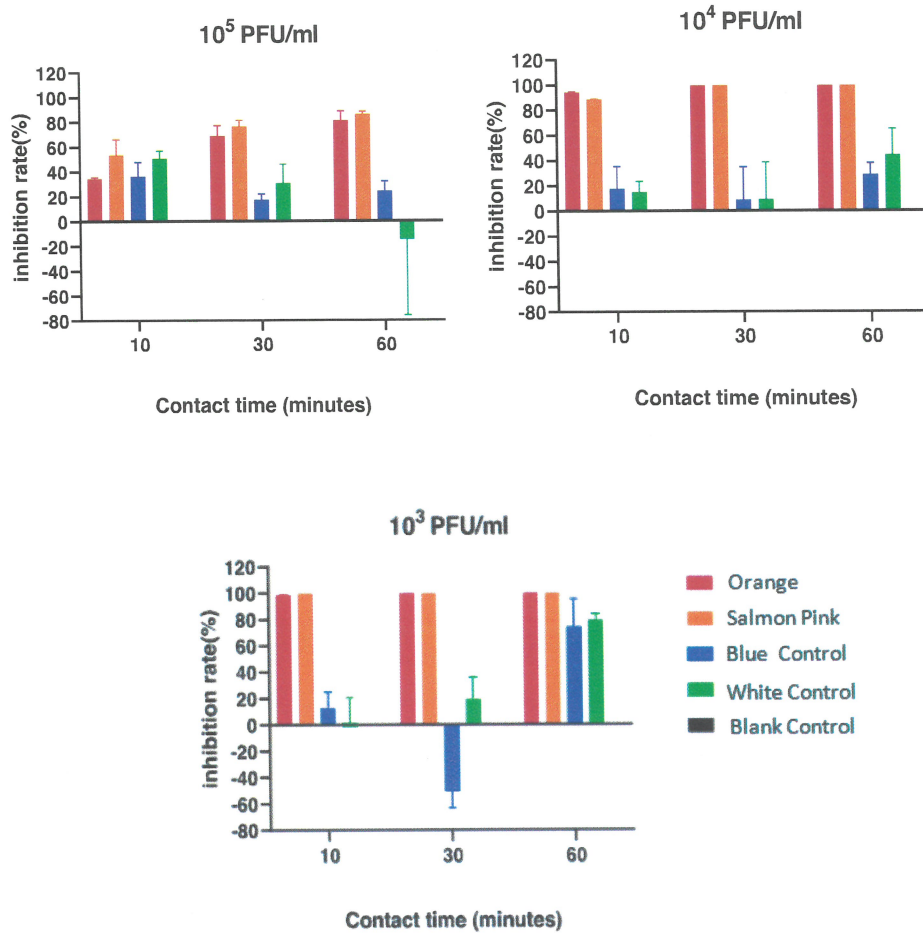 10⁵ PFU/ml
inhibition rate(%)
120
100
80
60
40
20
0
-20
-40
-60
-80
10 30 60
Contact time (minutes)
10⁴ PFU/ml
inhibition rate(%)
120
100
80
60
40
20
0
-20
-40
-60
-80
10 30 60
Contact time (minutes)
10³ PFU/ml
inhibition rate(%)
120
100
80
60
40
20
0
-20
-40
-60
-80
10 30 60
Contact time (minutes)
Orange
Salmon Pink
Blue Control
White Control
Blank Control